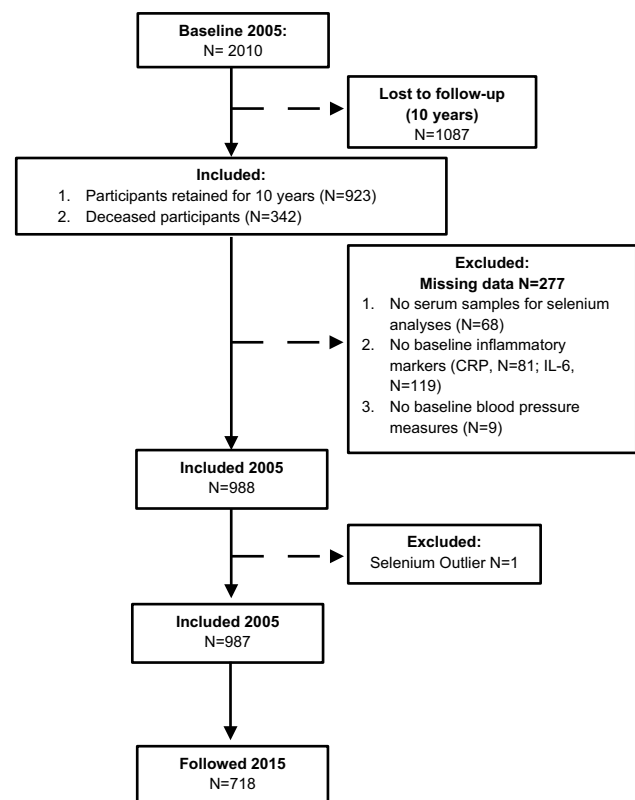 Baseline 2005:
N= 2010
Lost to follow-up
(10 years)
N=1087
Included:
1. Participants retained for 10 years (N=923)
2. Deceased participants (N=342)
Excluded:
Missing data N=277
1. No serum samples for selenium
analyses (N=68)
2. No baseline inflammatory
markers (CRP, N=81; IL-6,
N=119)
3. No baseline blood pressure
measures (N=9)
Included 2005
N=988
Excluded:
Selenium Outlier N=1
Included 2005
N=987
Followed 2015
N=718